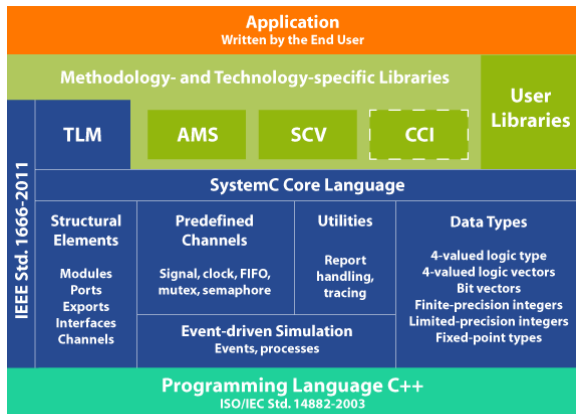 Application
Written by the End User
Methodology- and Technology-specific Libraries
User
Libraries
TLM
AMS
SCV
CCI
IEEE Std. 1666-2011
SystemC Core Language
Structural
Elements
Modules
Ports
Exports
Interfaces
Channels
Predefined
Channels
Signal, clock, FIFO,
mutex, semaphore
Utilities
Report
handling,
tracing
Data Types
4-valued logic type
4-valued logic vectors
Bit vectors
Finite-precision integers
Limited-precision integers
Fixed-point types
Event-driven Simulation
Events, processes
Programming Language C++
ISO/IEC Std. 14882-2003